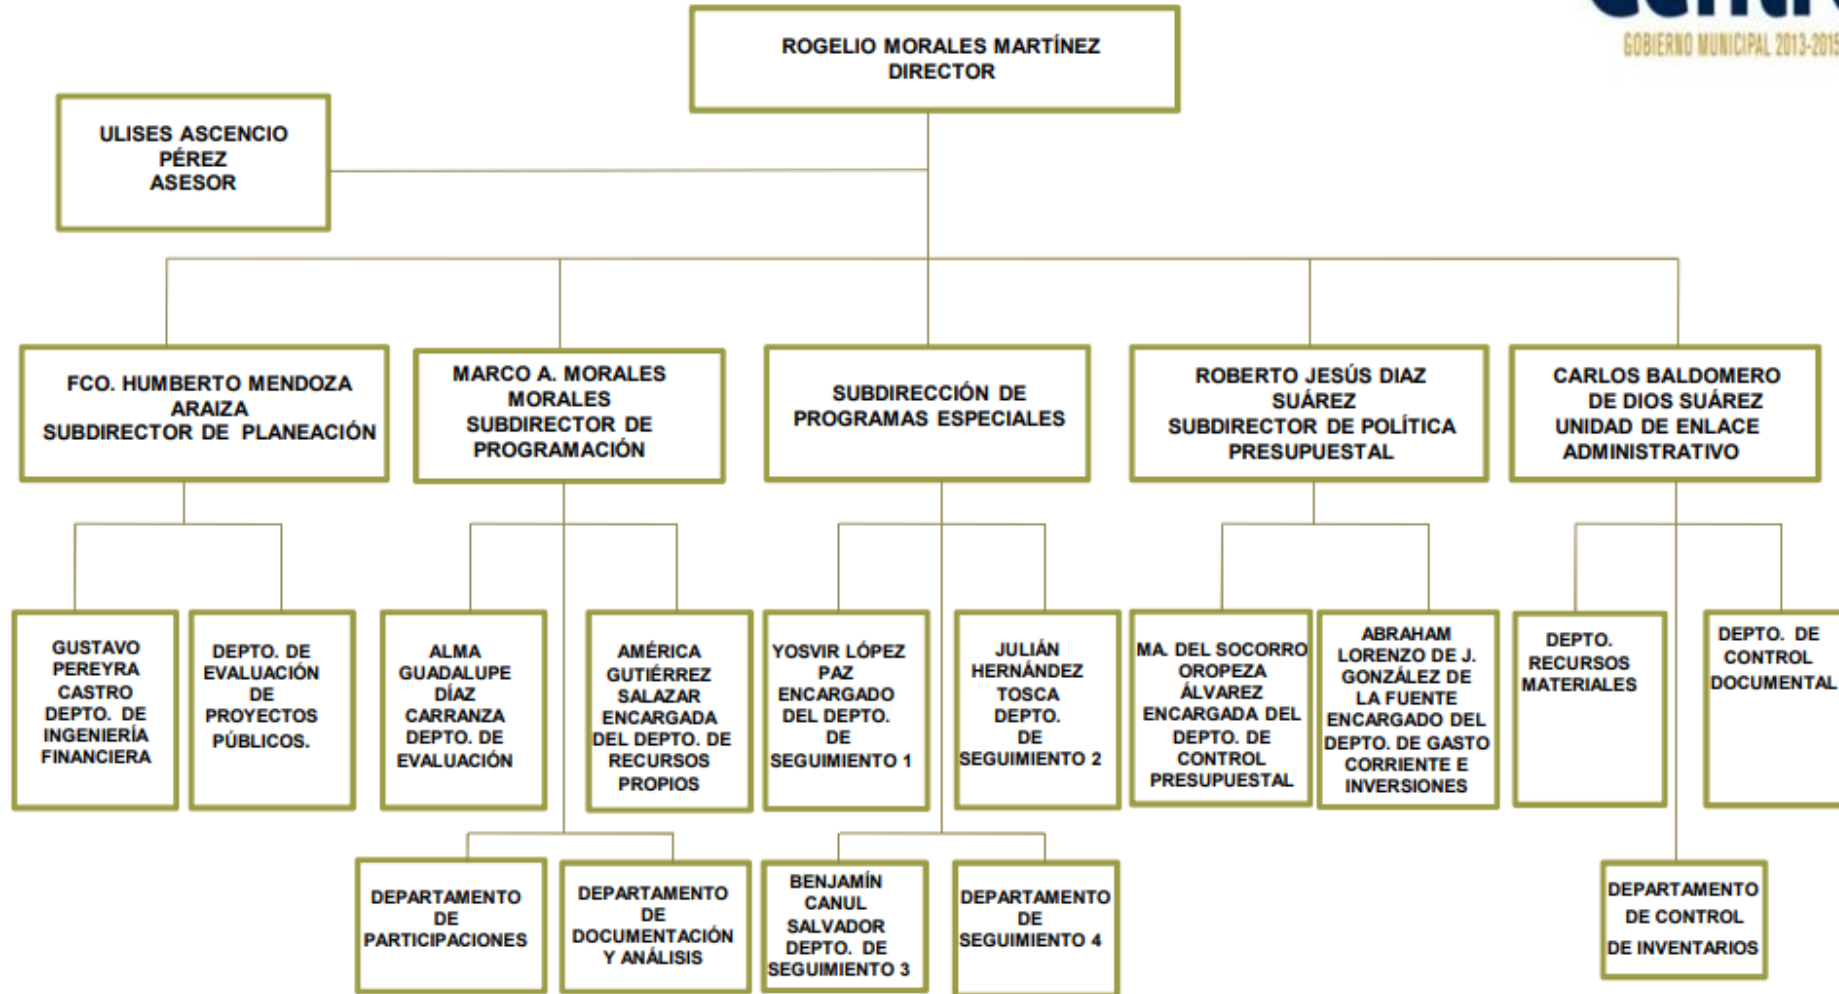 GOBIERNO MUNICIPAL 2013-2015
ROGELIO MORALES MARTÍNEZ
DIRECTOR
ULISES ASCENCIO
PÉREZ
ASESOR
FCO. HUMBERTO MENDOZA
ARAIZA
SUBDIRECTOR DE PLANEACIÓN
MARCO A. MORALES
MORALES
SUBDIRECTOR DE
PROGRAMACIÓN
SUBDIRECCIÓN DE
PROGRAMAS ESPECIALES
ROBERTO JESÚS DIAZ
SUÁREZ
SUBDIRECTOR DE POLÍTICA
PRESUPUESTAL
CARLOS BALDOMERO
DE DIOS SUÁREZ
UNIDAD DE ENLACE
ADMINISTRATIVO
GUSTAVO
PEREYRA
CASTRO
DEPTO. DE
INGENIERÍA
FINANCIERA
DEPTO. DE
EVALUACIÓN
DE
PROYECTOS
PÚBLICOS.
ALMA
GUADALUPE
DÍAZ
CARRANZA
DEPTO. DE
EVALUACIÓN
AMÉRICA
GUTIÉRREZ
SALAZAR
ENCARGADA
DEL DEPTO. DE
RECURSOS
PROPIOS
YOSVIR LÓPEZ
PAZ
ENCARGADO
DEL DEPTO.
DE
SEGUIMIENTO 1
JULIÁN
HERNÁNDEZ
TOSCA
DEPTO.
DE
SEGUIMIENTO 2
MA. DEL SOCORRO
OROPEZA
ÁLVAREZ
ENCARGADA DEL
DEPTO. DE
CONTROL
PRESUPUESTAL
ABRAHAM
LORENZO DE J.
GONZÁLEZ DE
LA FUENTE
ENCARGADO DEL
DEPTO. DE GASTO
CORRIENTE E
INVERSIONES
DEPTO.
RECURSOS
MATERIALES
DEPTO. DE
CONTROL
DOCUMENTAL
DEPARTAMENTO
DE
PARTICIPACIONES
DEPARTAMENTO
DE
DOCUMENTACIÓN
Y ANÁLISIS
BENJAMÍN
CANUL
SALVADOR
DEPTO. DE
SEGUIMIENTO 3
DEPARTAMENTO
DE
SEGUIMIENTO 4
DEPARTAMENTO
DE CONTROL
DE INVENTARIOS